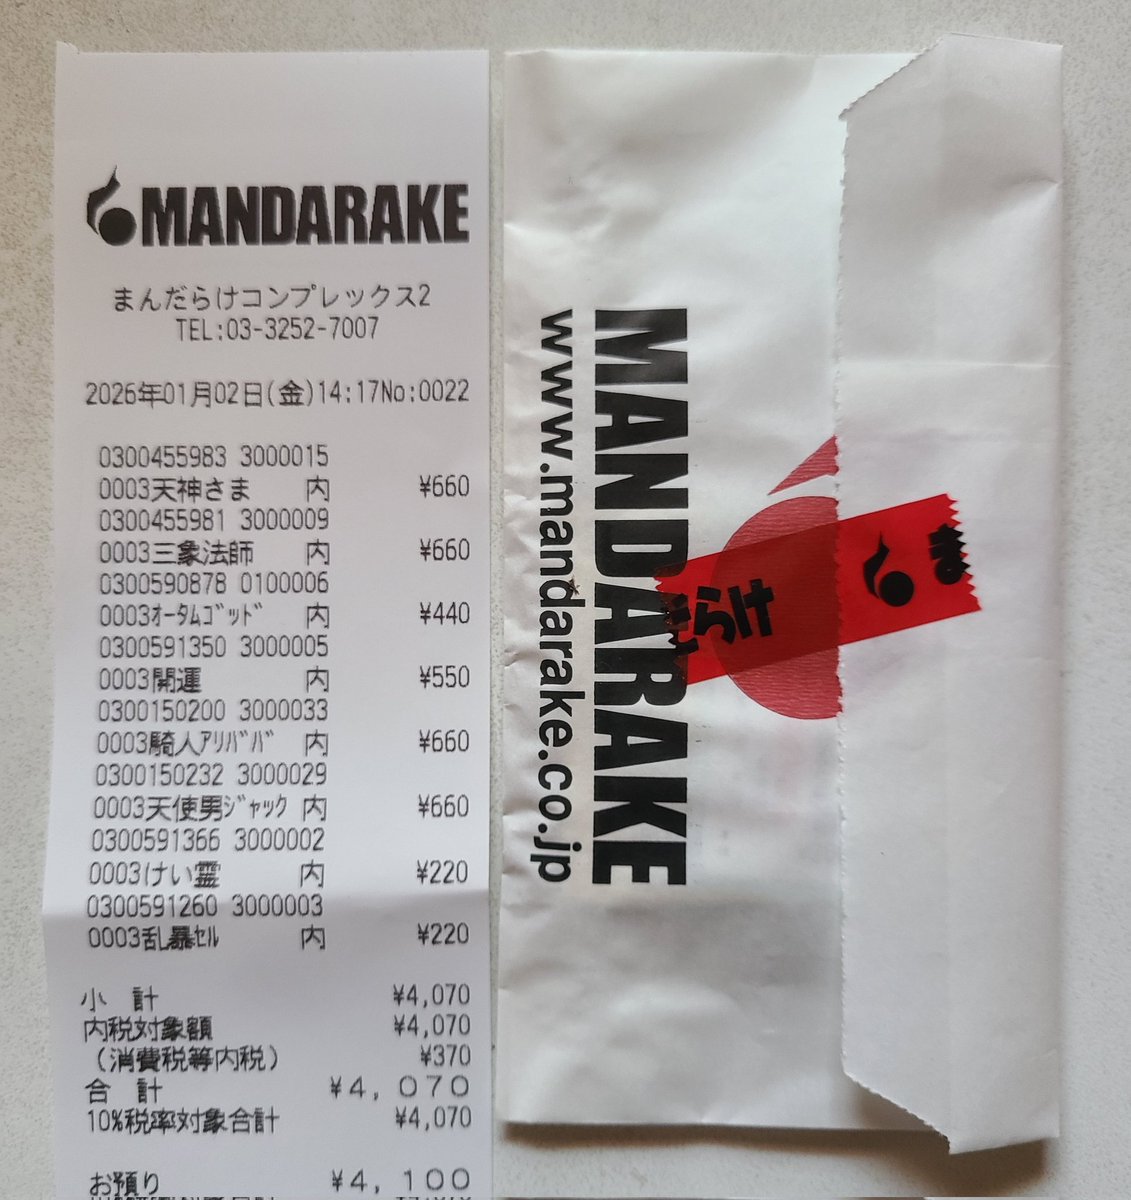 MANDARAKE
まんだらけコンプレックス2
TEL:03-3252-7007
2026年01月02日(金)14:17No:0022
0300455983 3000015
0003天神さま 内 ¥660
0300455981 3000009
0003三象法師 内 ¥660
0300590878 0100006
0003ｵｰﾀﾑｺﾞｯﾄﾞ 内 ¥440
0300591350 3000005
0003開運 内 ¥550
0300150200 3000033
0003騎人ｱﾘﾊﾞﾊﾞ 内 ¥660
0300150232 3000029
0003天使男ｼﾞｬｯｸ 内 ¥660
0300591366 3000002
0003けい霊 内 ¥220
0300591260 3000003
0003乱暴ｾﾙ 内 ¥220
小 計 ¥4,070
内税対象額 ¥4,070
(消費税等内税) ¥370
合 計 ¥4,070
10%税率対象合計 ¥4,070
お預り ¥4,100
MANDARAKE
www.mandarake.co.jp
らけ
ま